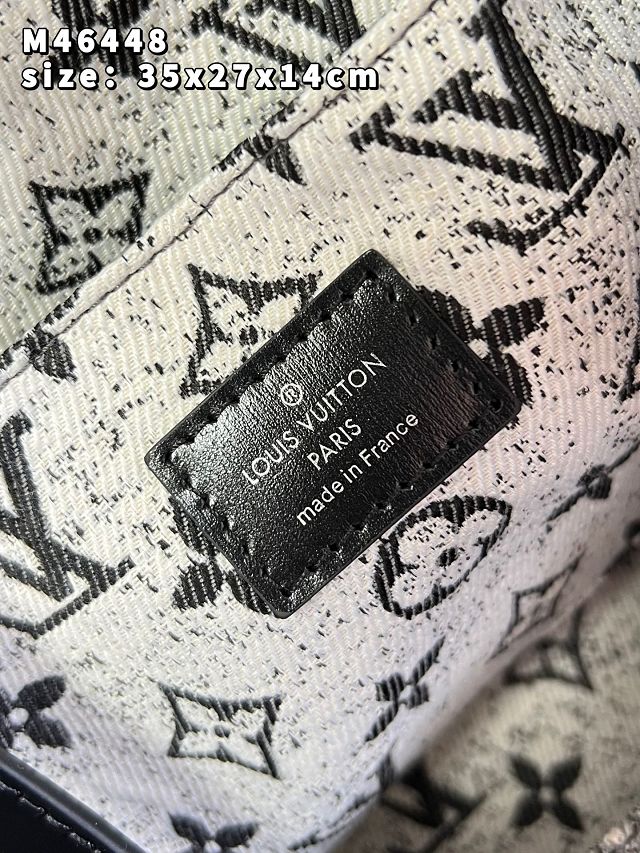 M46448
size: 35x27x14cm
®
LOUIS VUITTON
PARIS
made in France